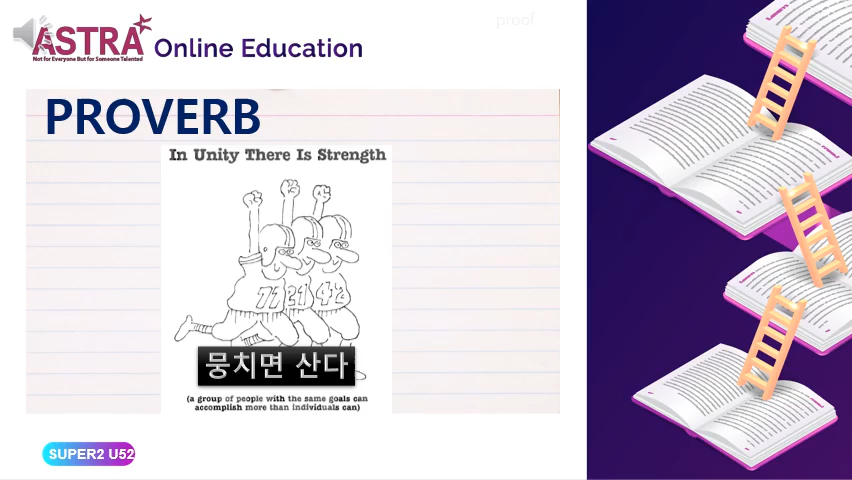 proof
ASTRA
Not for Everyone But for Someone Talented
Online Education
PROVERB
In Unity There Is Strength
77 21 42
뭉치면 산다
(a group of people with the same goals can
accomplish more than individuals can)
SUPER2 U52